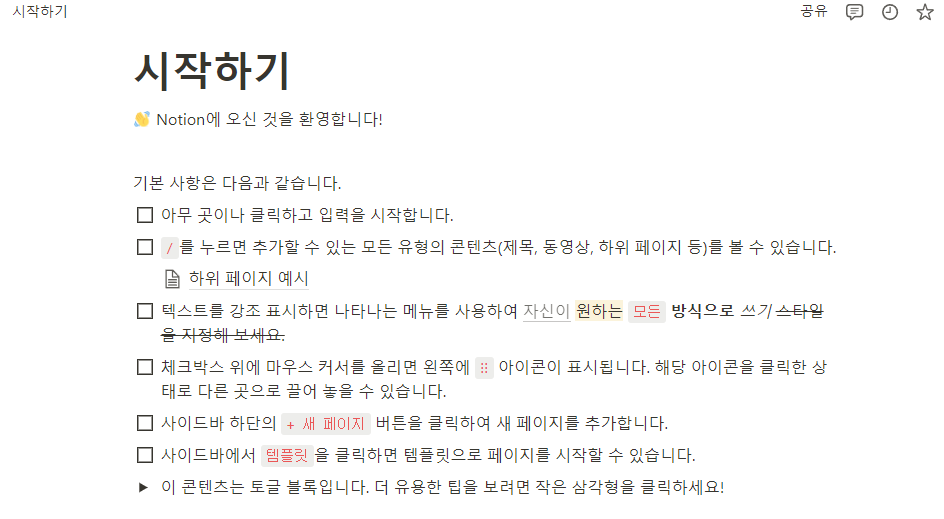 시작하기
공유
시작하기
👋 Notion에 오신 것을 환영합니다!
기본 사항은 다음과 같습니다.
아무 곳이나 클릭하고 입력을 시작합니다.
/를 누르면 추가할 수 있는 모든 유형의 콘텐츠(제목, 동영상, 하위 페이지 등)를 볼 수 있습니다.
하위 페이지 예시
텍스트를 강조 표시하면 나타나는 메뉴를 사용하여 자신이 원하는 모든 방식으로 쓰기 스타일
을 지정해 보세요.
체크박스 위에 마우스 커서를 올리면 왼쪽에 ⠿ 아이콘이 표시됩니다. 해당 아이콘을 클릭한 상
태로 다른 곳으로 끌어 놓을 수 있습니다.
사이드바 하단의 + 새 페이지 버튼을 클릭하여 새 페이지를 추가합니다.
사이드바에서 템플릿을 클릭하면 템플릿으로 페이지를 시작할 수 있습니다.
이 콘텐츠는 토글 블록입니다. 더 유용한 팁을 보려면 작은 삼각형을 클릭하세요!